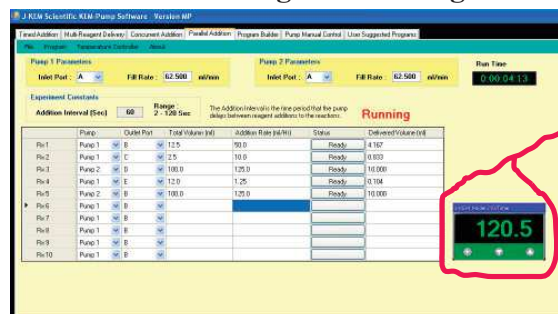 J-KEM Scientific KEM-Pump Software - Version MP
Timed Addition | Multi-Reagent Delivery | Concurrent Addition | Parallel Addition | Program Builder | Pump Manual Control | User Suggested Programs
File Program Temperature Controller About
Pump 1 Parameters
Inlet Port : A Fill Rate : 62.500 ml/min
Pump 2 Parameters
Inlet Port : A Fill Rate : 62.500 ml/min
Run Time
0:00:04:13
Experiment Constants
Addition Interval (Sec) 60 Range : 2 - 120 Sec
The Addition Interval is the time period that the pump
delays between reagent additions to the reactions.
Running
Pump Outlet Port Total Volume (ml) Addition Rate (ml/Hr) Status Delivered Volume (ml)
Rx 1 Pump 1 B 12.5 50.0 Ready 4.167
Rx 2 Pump 1 C 2.5 10.0 Ready 0.833
Rx 3 Pump 2 D 100.0 125.0 Ready 10.000
Rx 4 Pump 1 E 12.0 1.25 Ready 0.104
Rx 5 Pump 2 B 100.0 125.0 Ready 10.000
Rx 6 Pump 1 B
Rx 7 Pump 1 B
Rx 8 Pump 1 B
Rx 9 Pump 1 B
Rx 10 Pump 1 B
120.5